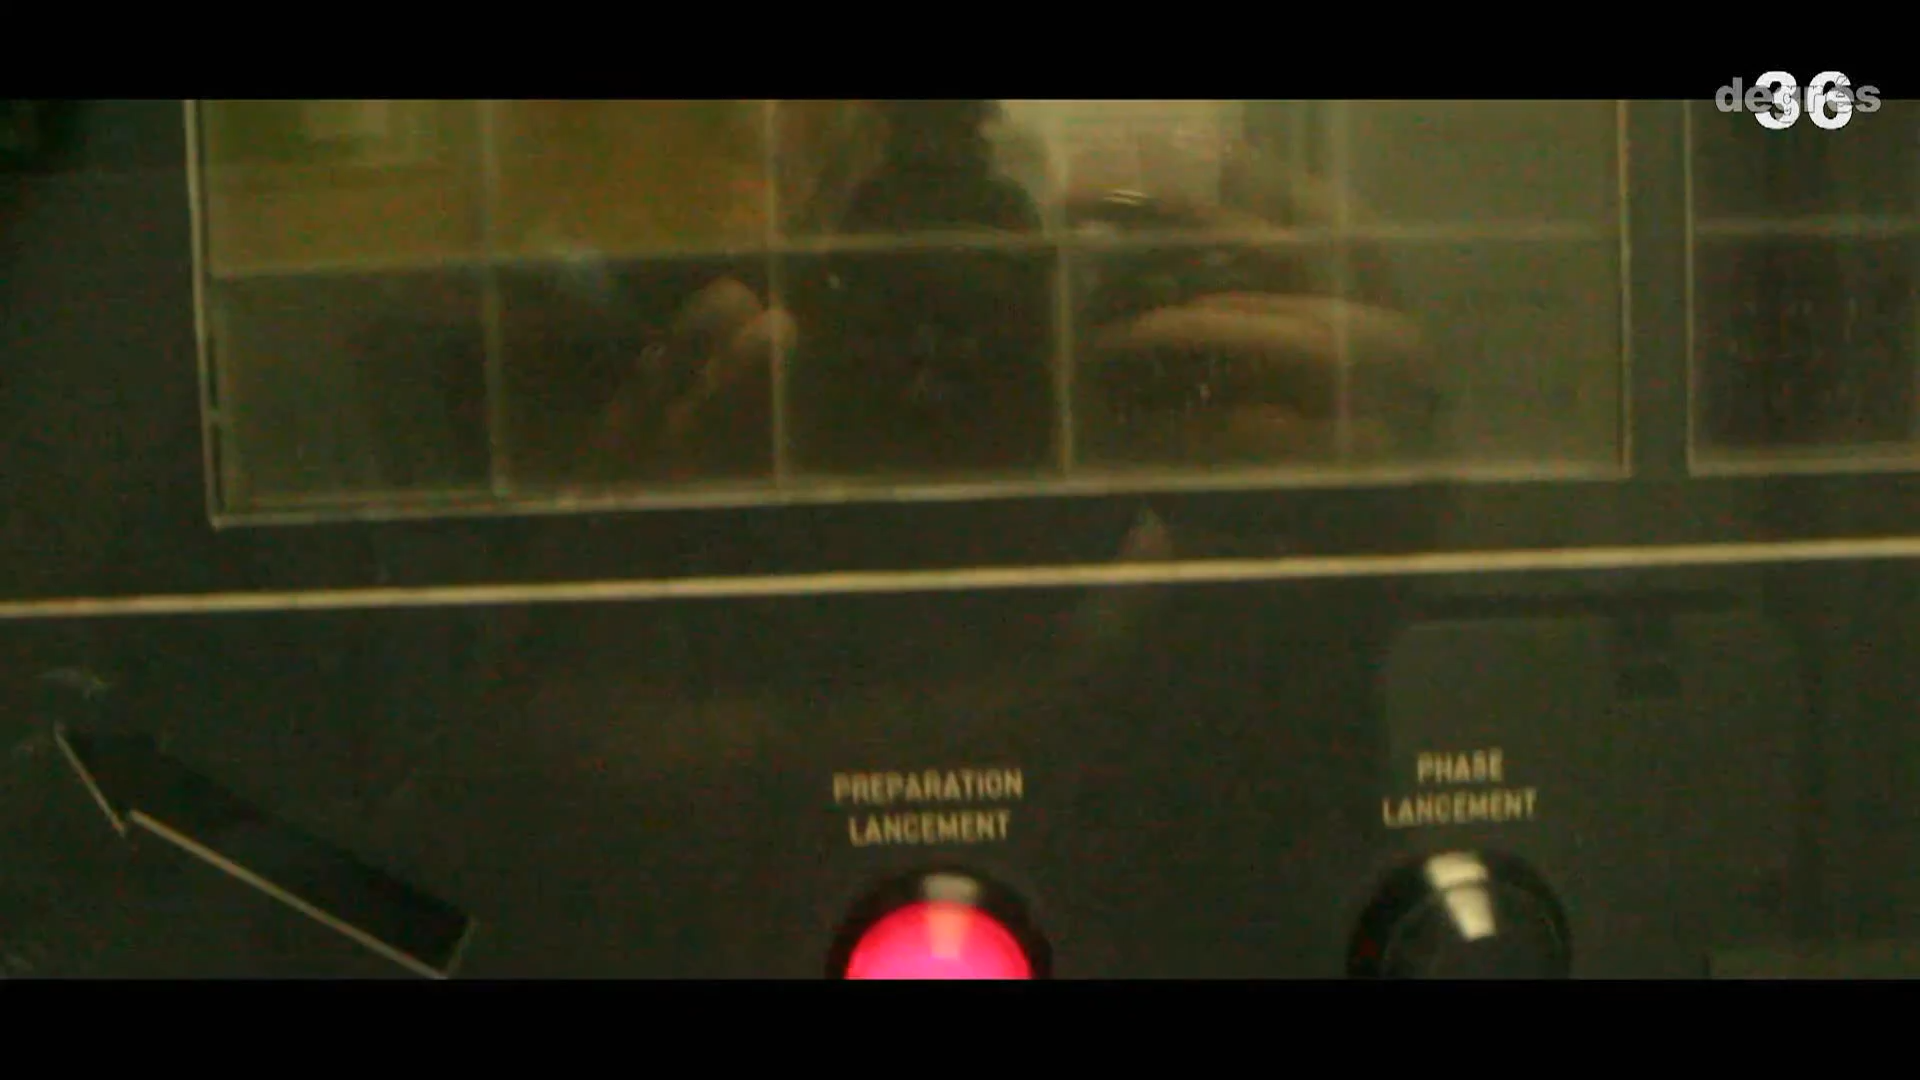 36
degrés
PREPARATION
LANCEMENT
PHASE
LANCEMENT